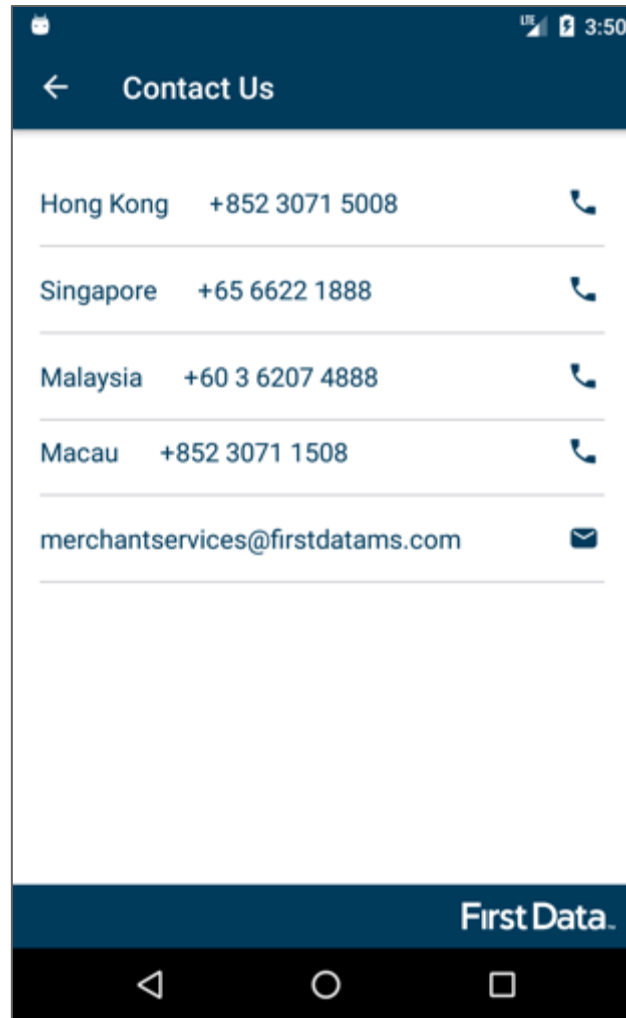 LTE 3:50
Contact Us
Hong Kong +852 3071 5008
Singapore +65 6622 1888
Malaysia +60 3 6207 4888
Macau +852 3071 1508
merchantservices@firstdatams.com
First Data